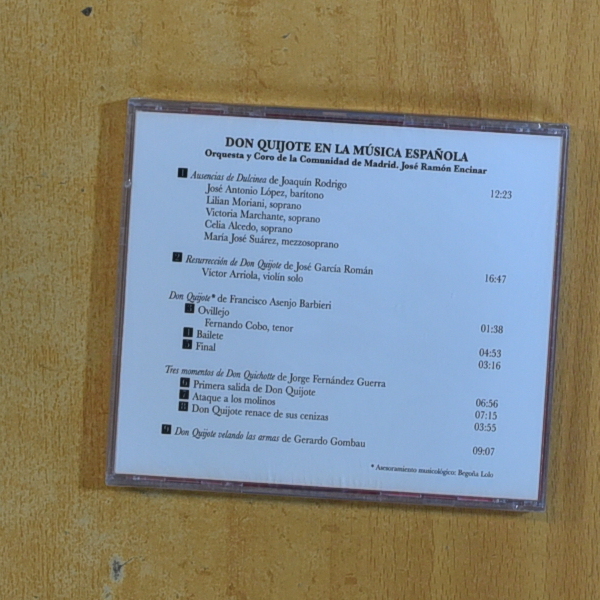 DON QUIJOTE EN LA MÚSICA ESPAÑOLA
Orquesta y Coro de la Comunidad de Madrid. José Ramón Encinar
1 Ausencias de Dulcinea de Joaquín Rodrigo 12:23
José Antonio López, barítono
Lilian Moriani, soprano
Victoria Marchante, soprano
Celia Alcedo, soprano
María José Suárez, mezzosoprano
2 Resurrección de Don Quijote de José García Román 16:47
Víctor Arriola, violín solo
Don Quijote* de Francisco Asenjo Barbieri
3 Ovillejo 01:38
Fernando Cobo, tenor
4 Bailete 04:53
5 Final 03:16
Tres momentos de Don Quichotte de Jorge Fernández Guerra
6 Primera salida de Don Quijote 06:56
7 Ataque a los molinos 07:15
8 Don Quijote renace de sus cenizas 03:55
9 Don Quijote velando las armas de Gerardo Gombau 09:07
* Asesoramiento musicológico: Begoña Lolo